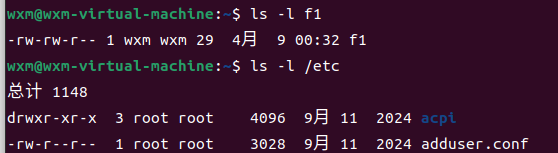 wxm@wxm-virtual-machine:~$ ls -l f1
-rw-rw-r-- 1 wxm wxm 29  4月  9 00:32 f1
wxm@wxm-virtual-machine:~$ ls -l /etc
总计 1148
drwxr-xr-x  3 root root    4096  9月 11  2024 acpi
-rw-r--r--  1 root root    3028  9月 11  2024 adduser.conf